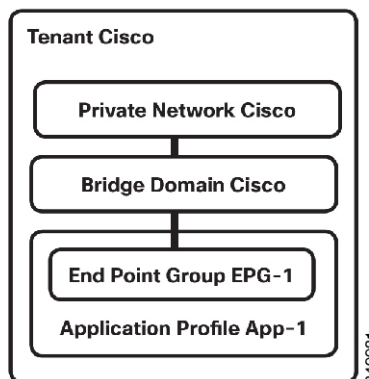 Tenant Cisco
Private Network Cisco
Bridge Domain Cisco
End Point Group EPG-1
Application Profile App-1